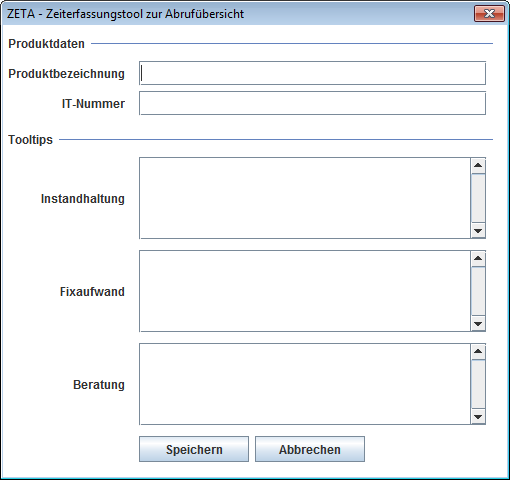 ZETA - Zeiterfassungstool zur Abrufübersicht
Produktdaten
Produktbezeichnung
IT-Nummer
Tooltips
Instandhaltung
Fixaufwand
Beratung
Speichern Abbrechen